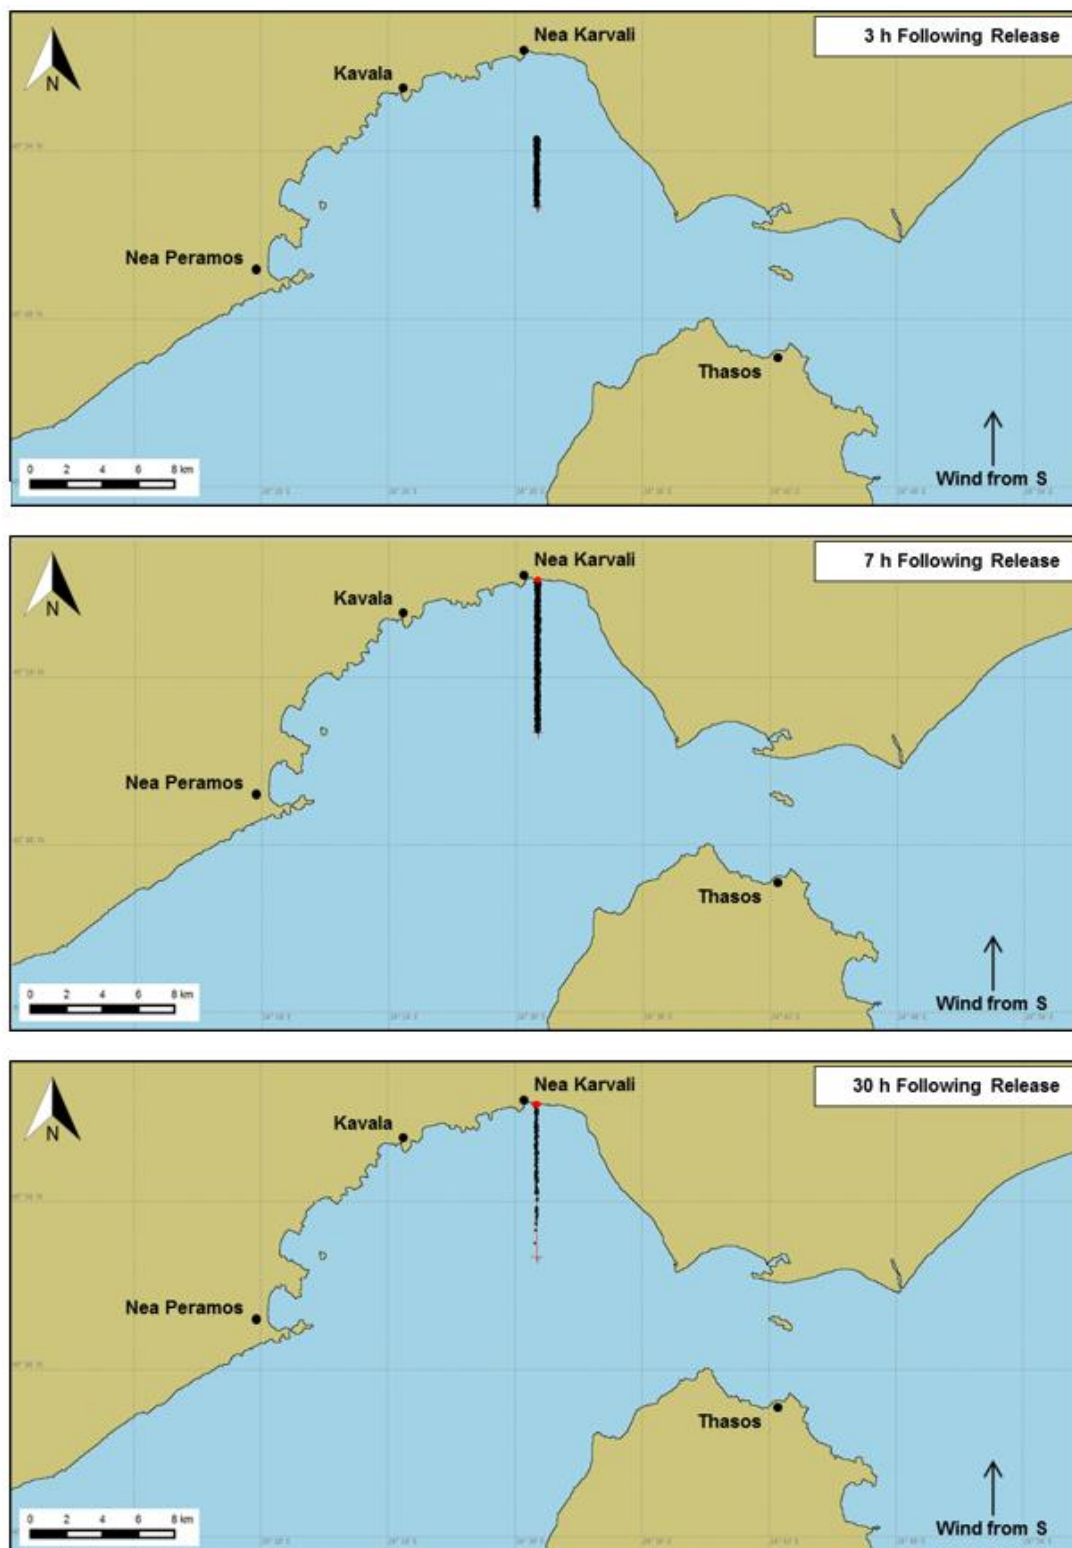 3 h Following Release
Nea Karvali
Kavala
N
Nea Peramos
Thasos
Wind from S
0 2 4 6 8 km
7 h Following Release
Nea Karvali
Kavala
N
Nea Peramos
Thasos
Wind from S
0 2 4 6 8 km
30 h Following Release
Nea Karvali
Kavala
N
Nea Peramos
Thasos
Wind from S
0 2 4 6 8 km